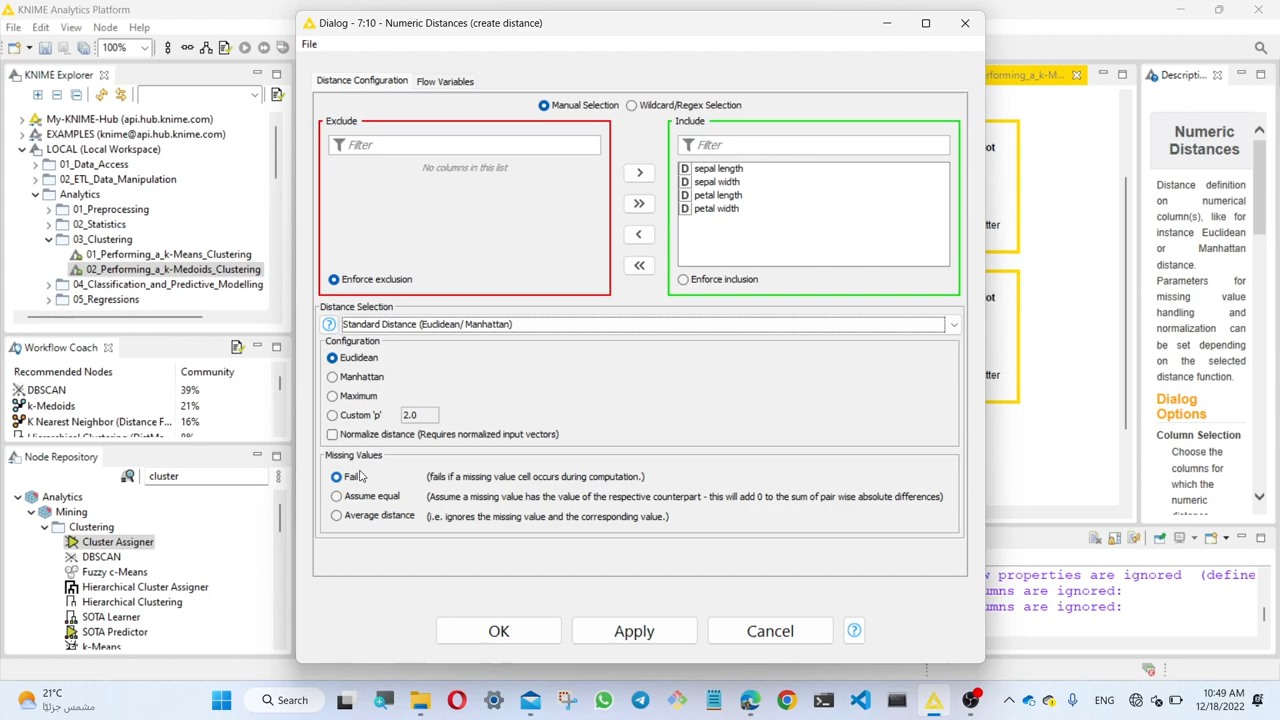 KNIME Analytics Platform
File Edit View Node Help
100%
KNIME Explorer
My-KNIME-Hub (api.hub.knime.com)
EXAMPLES (knime@api.hub.knime.com)
LOCAL (Local Workspace)
01_Data_Access
02_ETL_Data_Manipulation
Analytics
01_Preprocessing
02_Statistics
03_Clustering
01_Performing_a_k-Means_Clustering
02_Performing_a_k-Medoids_Clustering
04_Classification_and_Predictive_Modelling
05_Regressions
Workflow Coach
Recommended Nodes Community
DBSCAN 39%
k-Medoids 21%
K Nearest Neighbor (Distance F... 16%
Node Repository
cluster
Analytics
Mining
Clustering
Cluster Assigner
DBSCAN
Fuzzy c-Means
Hierarchical Cluster Assigner
Hierarchical Clustering
SOTA Learner
SOTA Predictor
k-Means
Dialog - 7:10 - Numeric Distances (create distance)
File
Distance Configuration Flow Variables
Manual Selection Wildcard/Regex Selection
Exclude
Filter
No columns in this list
Enforce exclusion
> 
>>
<
<<
Include
Filter
D sepal length
D sepal width
D petal length
D petal width
Enforce inclusion
Distance Selection
? Standard Distance (Euclidean/ Manhattan)
Configuration
Euclidean
Manhattan
Maximum
Custom 'p' 2.0
Normalize distance (Requires normalized input vectors)
Missing Values
Fail (fails if a missing value cell occurs during computation.)
Assume equal (Assume a missing value has the value of the respective counterpart - this will add 0 to the sum of pair wise absolute differences)
Average distance (i.e. ignores the missing value and the corresponding value.)
OK Apply Cancel ?
erforming_a_k-M...
ot
tter
ot
tter
Descripti...
Numeric
Distances
Distance definition
on numerical
column(s), like for
instance Euclidean
or Manhattan
distance.
Parameters for
missing value
handling and
normalization can
be set depending
on the selected
distance function.
Dialog
Options
Column Selection
Choose the
columns for
which the
numeric
w properties are ignored (define
umns are ignored:
umns are ignored:
21°C
مشمس جزئيًا
Search
ENG
10:49 AM
12/18/2022